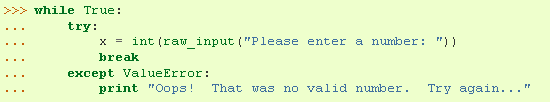 >>> while True:
...     try:
...         x = int(raw_input("Please enter a number: "))
...         break
...     except ValueError:
...         print "Oops!  That was no valid number.  Try again..."